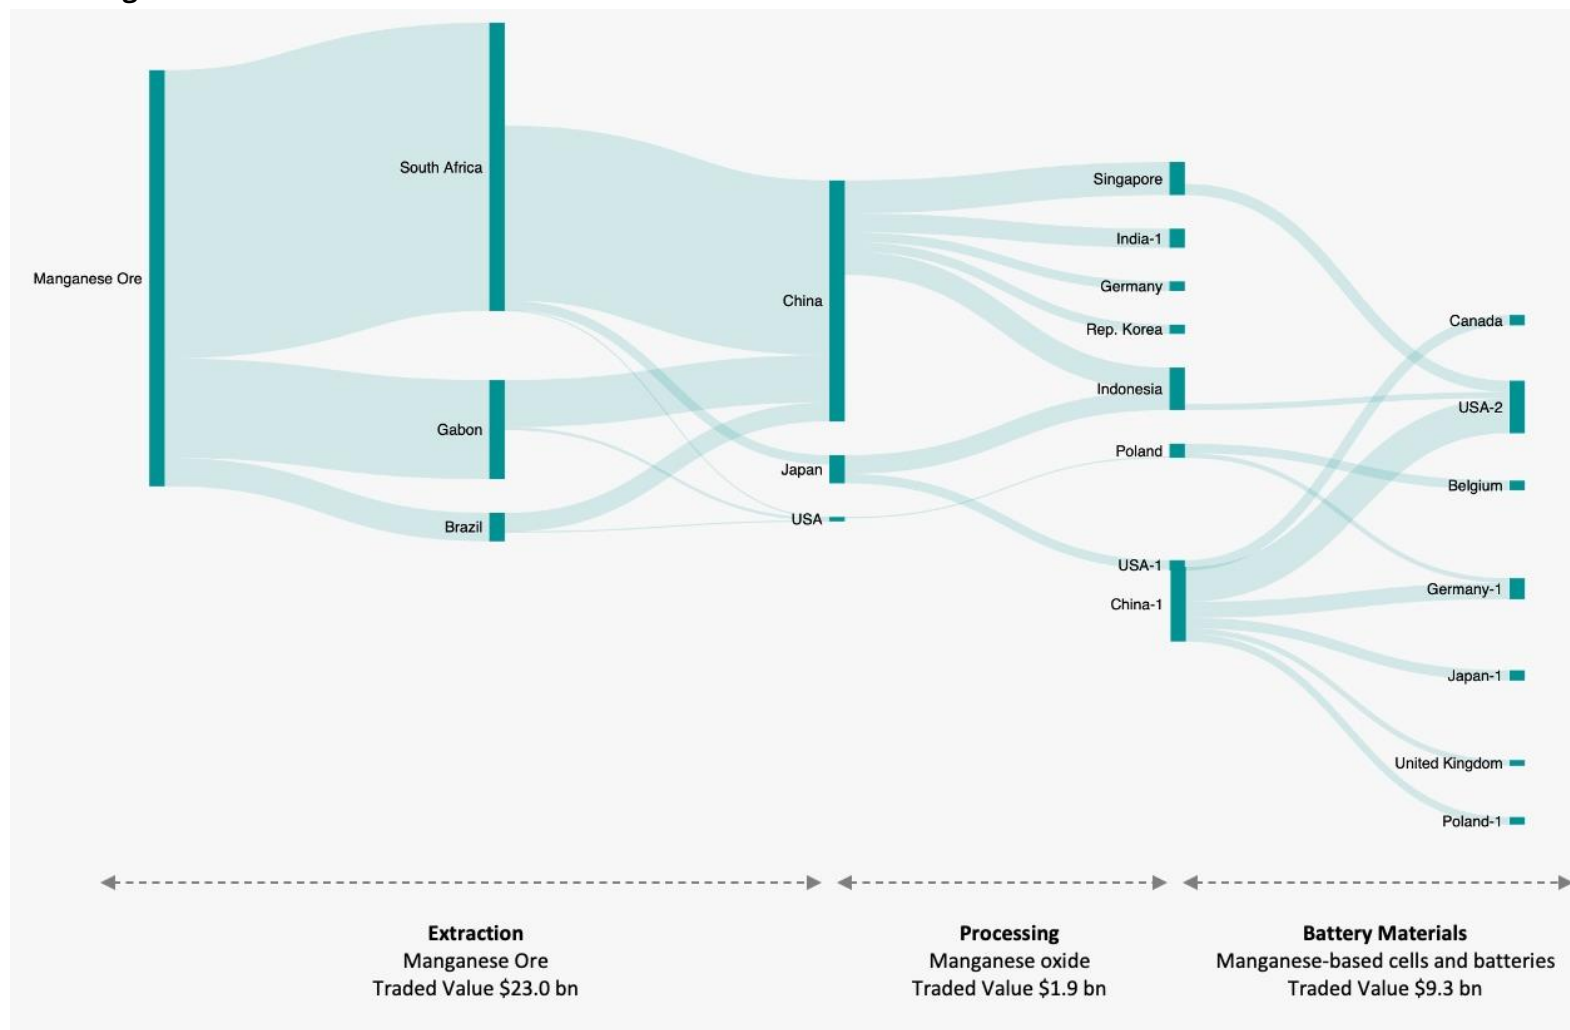 South Africa
Manganese Ore
Gabon
Brazil
China
Japan
USA
Singapore
India-1
Germany
Rep. Korea
Indonesia
Poland
USA-1
China-1
Canada
USA-2
Belgium
Germany-1
Japan-1
United Kingdom
Poland-1
Extraction
Manganese Ore
Traded Value $23.0 bn
Processing
Manganese oxide
Traded Value $1.9 bn
Battery Materials
Manganese-based cells and batteries
Traded Value $9.3 bn